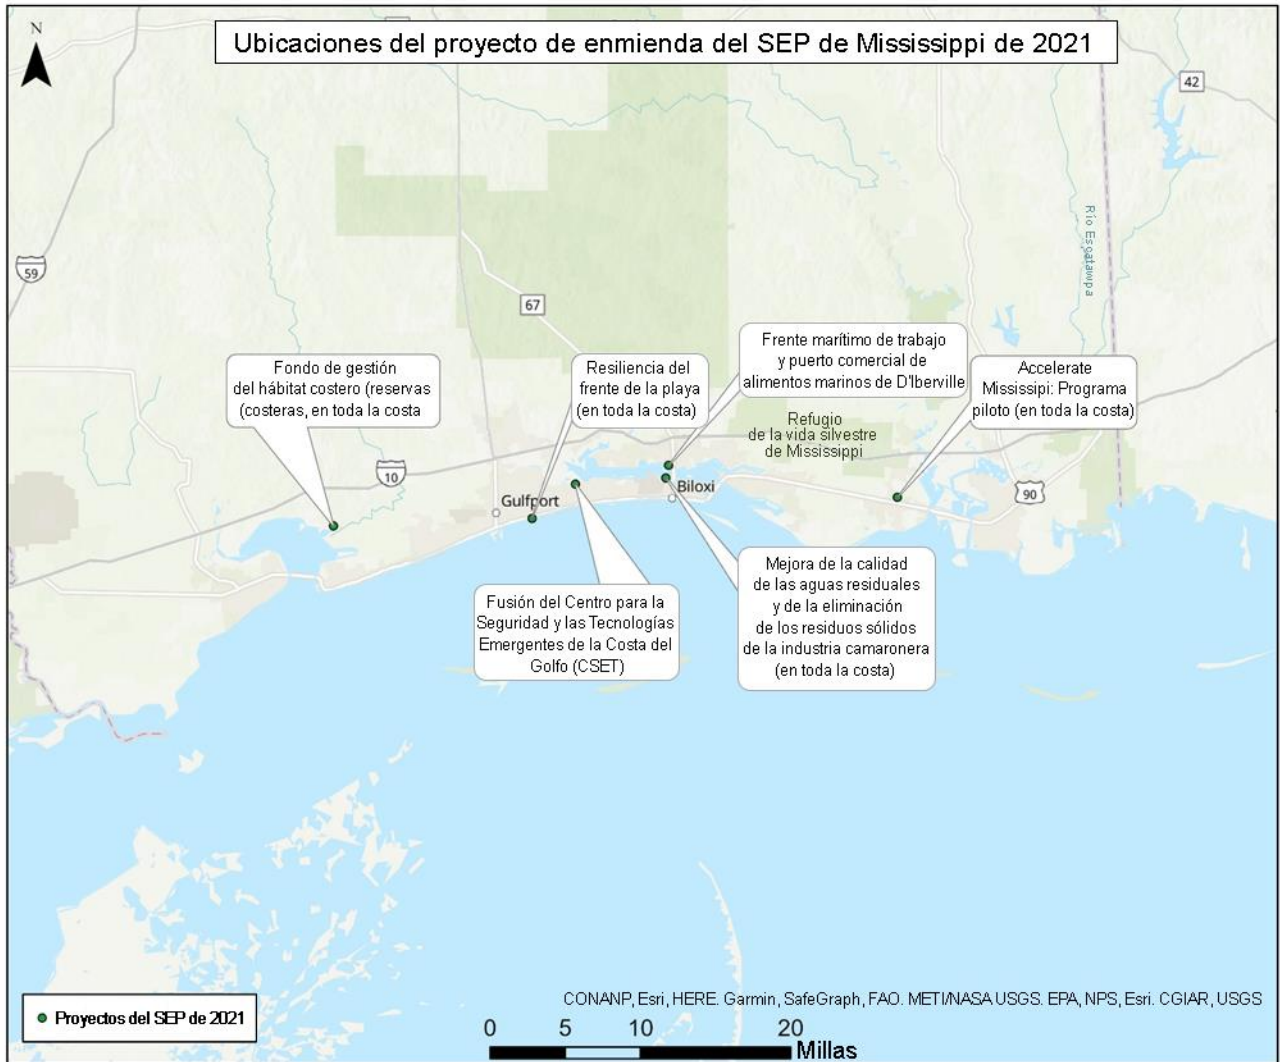 N
Ubicaciones del proyecto de enmienda del SEP de Mississippi de 2021
42
Río Escatawpa
59
67
Frente marítimo de trabajo
y puerto comercial de
alimentos marinos de D'Iberville
Fondo de gestión
del hábitat costero (reservas
(costeras, en toda la costa
Resiliencia del
frente de la playa
(en toda la costa)
Accelerate
Mississipi: Programa
piloto (en toda la costa)
Refugio
de la vida silvestre
de Mississippi
10
Gulfport
Biloxi
90
Fusión del Centro para la
Seguridad y las Tecnologías
Emergentes de la Costa del
Golfo (CSET)
Mejora de la calidad
de las aguas residuales
y de la eliminación
de los residuos sólidos
de la industria camaronera
(en toda la costa)
Proyectos del SEP de 2021
CONANP, Esri, HERE. Garmin, SafeGraph, FAO. METI/NASA USGS. EPA, NPS, Esri. CGIAR, USGS
0 5 10 20
Millas